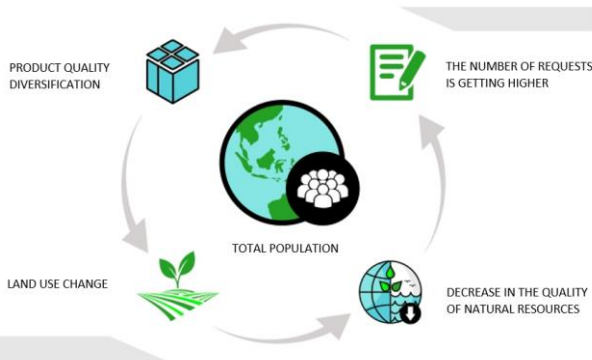 PRODUCT QUALITY
DIVERSIFICATION
THE NUMBER OF REQUESTS
IS GETTING HIGHER
TOTAL POPULATION
LAND USE CHANGE
DECREASE IN THE QUALITY
OF NATURAL RESOURCES